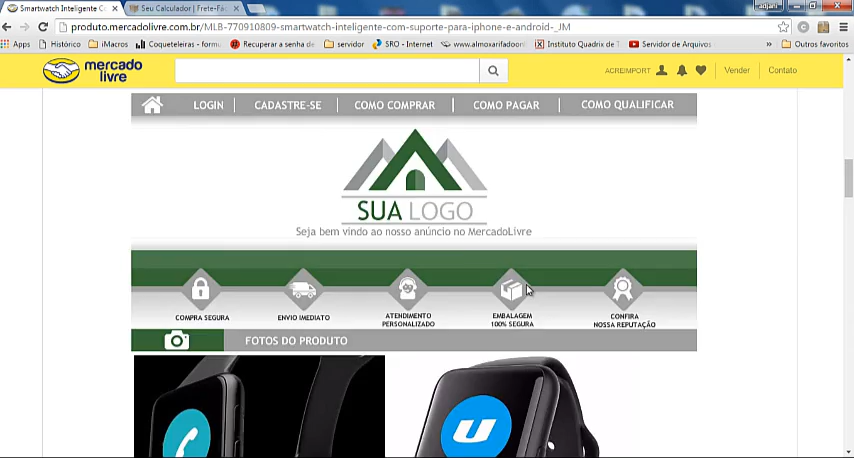 Smartwatch Inteligente C
Seu Calculador | Frete-Fá
adjani
produto.mercadolivre.com.br/MLB-770910809-smartwatch-inteligente-com-suporte-para-iphone-e-android-_JM
Apps Histórico iMacros Coqueteleiras - formu Recuperar a senha de servidor SRO - Internet www.almoxarifadoonl Instituto Quadrix de T Servidor de Arquivos Outros favoritos
mercado
livre
ACREIMPORT Vender Contato
LOGIN CADASTRE-SE COMO COMPRAR COMO PAGAR COMO QUALIFICAR
SUA LOGO
Seja bem vindo ao nosso anúncio no MercadoLivre
COMPRA SEGURA
ENVIO IMEDIATO
ATENDIMENTO
PERSONALIZADO
EMBALAGEM
100% SEGURA
CONFIRA
NOSSA REPUTAÇÃO
FOTOS DO PRODUTO